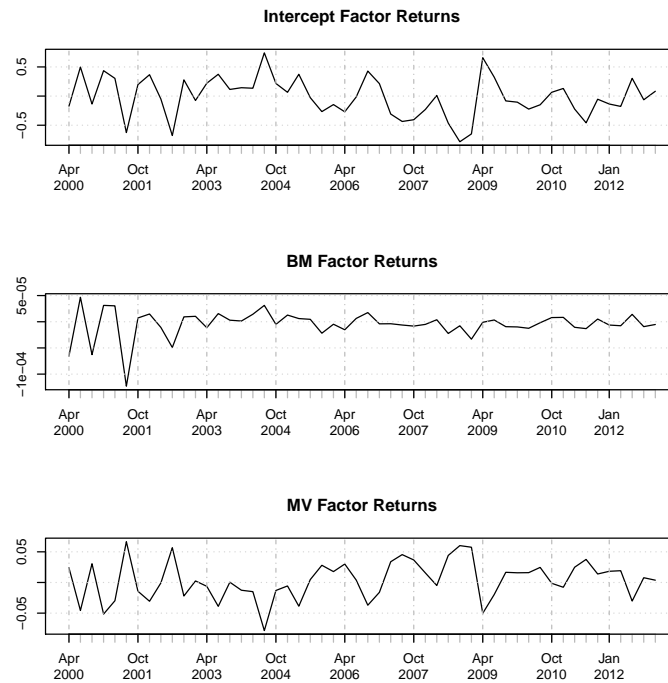 Intercept Factor Returns
0.5
−0.5
Apr Oct Apr Oct Apr Oct Apr Oct Jan
2000 2001 2003 2004 2006 2007 2009 2010 2012
BM Factor Returns
5e−05
−1e−04
Apr Oct Apr Oct Apr Oct Apr Oct Jan
2000 2001 2003 2004 2006 2007 2009 2010 2012
MV Factor Returns
0.05
−0.05
Apr Oct Apr Oct Apr Oct Apr Oct Jan
2000 2001 2003 2004 2006 2007 2009 2010 2012